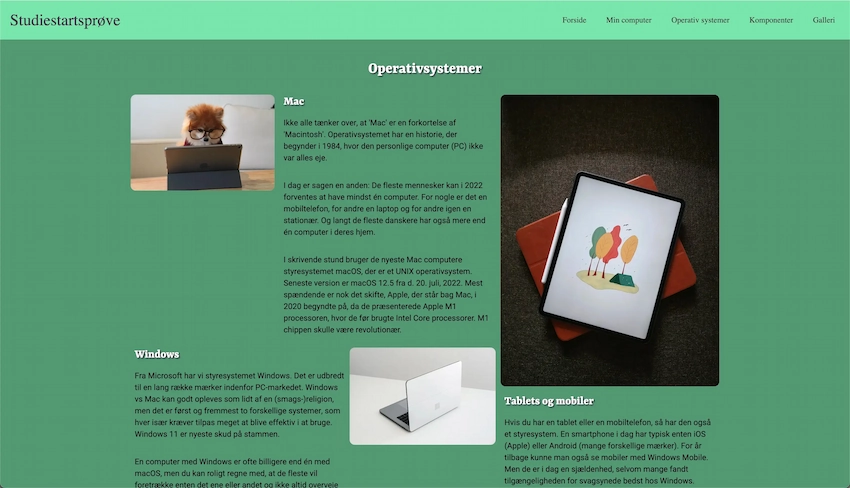 Studiestartsprøve
Forside
Min computer
Operativ systemer
Komponenter
Galleri
Operativsystemer
Mac
Ikke alle tænker over, at 'Mac' er en forkortelse af
'Macintosh'. Operativsystemet har en historie, der
begynder i 1984, hvor den personlige computer (PC) ikke
var alles eje.
I dag er sagen en anden: De fleste mennesker kan i 2022
forventes at have mindst én computer. For nogle er det en
mobiltelefon, for andre en laptop og for andre igen en
stationær. Og langt de fleste danskere har også mere end
én computer i deres hjem.
I skrivende stund bruger de nyeste Mac computere
styresystemet macOS, der er et UNIX operativsystem.
Seneste version er macOS 12.5 fra d. 20. juli, 2022. Mest
spændende er nok det skifte, Apple, der står bag Mac, i
2020 begyndte på, da de præsenterede Apple M1
processoren, hvor de før brugte Intel Core processorer. M1
chippen skulle være revolutionær.
Windows
Fra Microsoft har vi styresystemet Windows. Det er udbredt
til en lang række mærker indenfor PC-markedet. Windows
vs Mac kan godt opleves som lidt af en (smags-)religion,
men det er først og fremmest to forskellige systemer, som
hver især kræver tilpas meget at blive effektiv i at bruge.
Windows 11 er nyeste skud på stammen.
En computer med Windows er ofte billigere end én med
macOS, men du kan roligt regne med, at de fleste vil
foretrække enten det ene eller andet og ikke altid overveje
Tablets og mobiler
Hvis du har en tablet eller en mobiltelefon, så har den også
et styresystem. En smartphone i dag har typisk enten iOS
(Apple) eller Android (mange forskellige mærker). For år
tilbage kunne man også se mobiler med Windows Mobile.
Men de er i dag en sjældenhed, selvom mange fandt
tilgængeligheden for svagsynede bedst hos Windows.